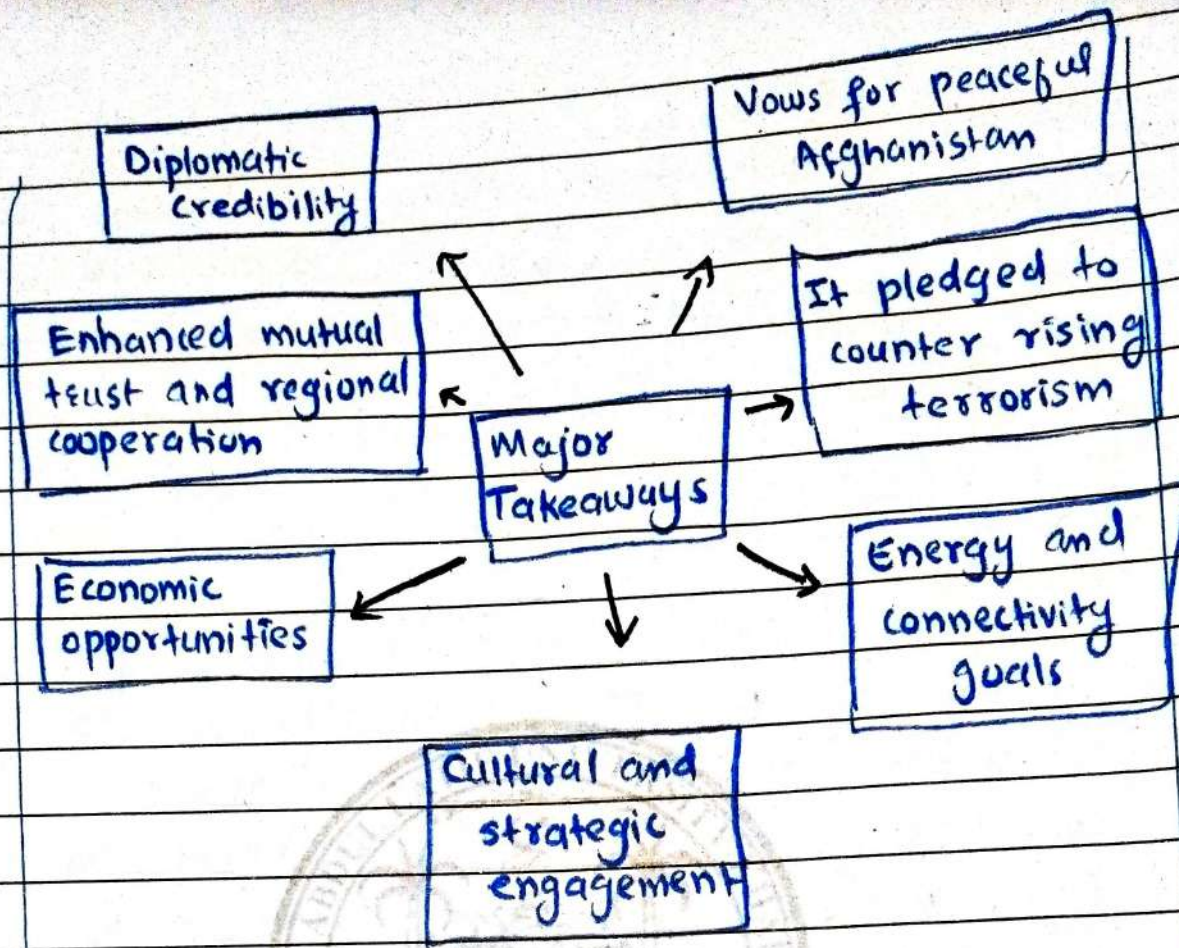 Diplomatic
credibility
Vows for peaceful
Afghanistan
Enhanced mutual
trust and regional
cooperation
It pledged to
counter rising
terrorism
Major
Takeaways
Economic
opportunities
Energy and
connectivity
goals
Cultural and
strategic
engagement